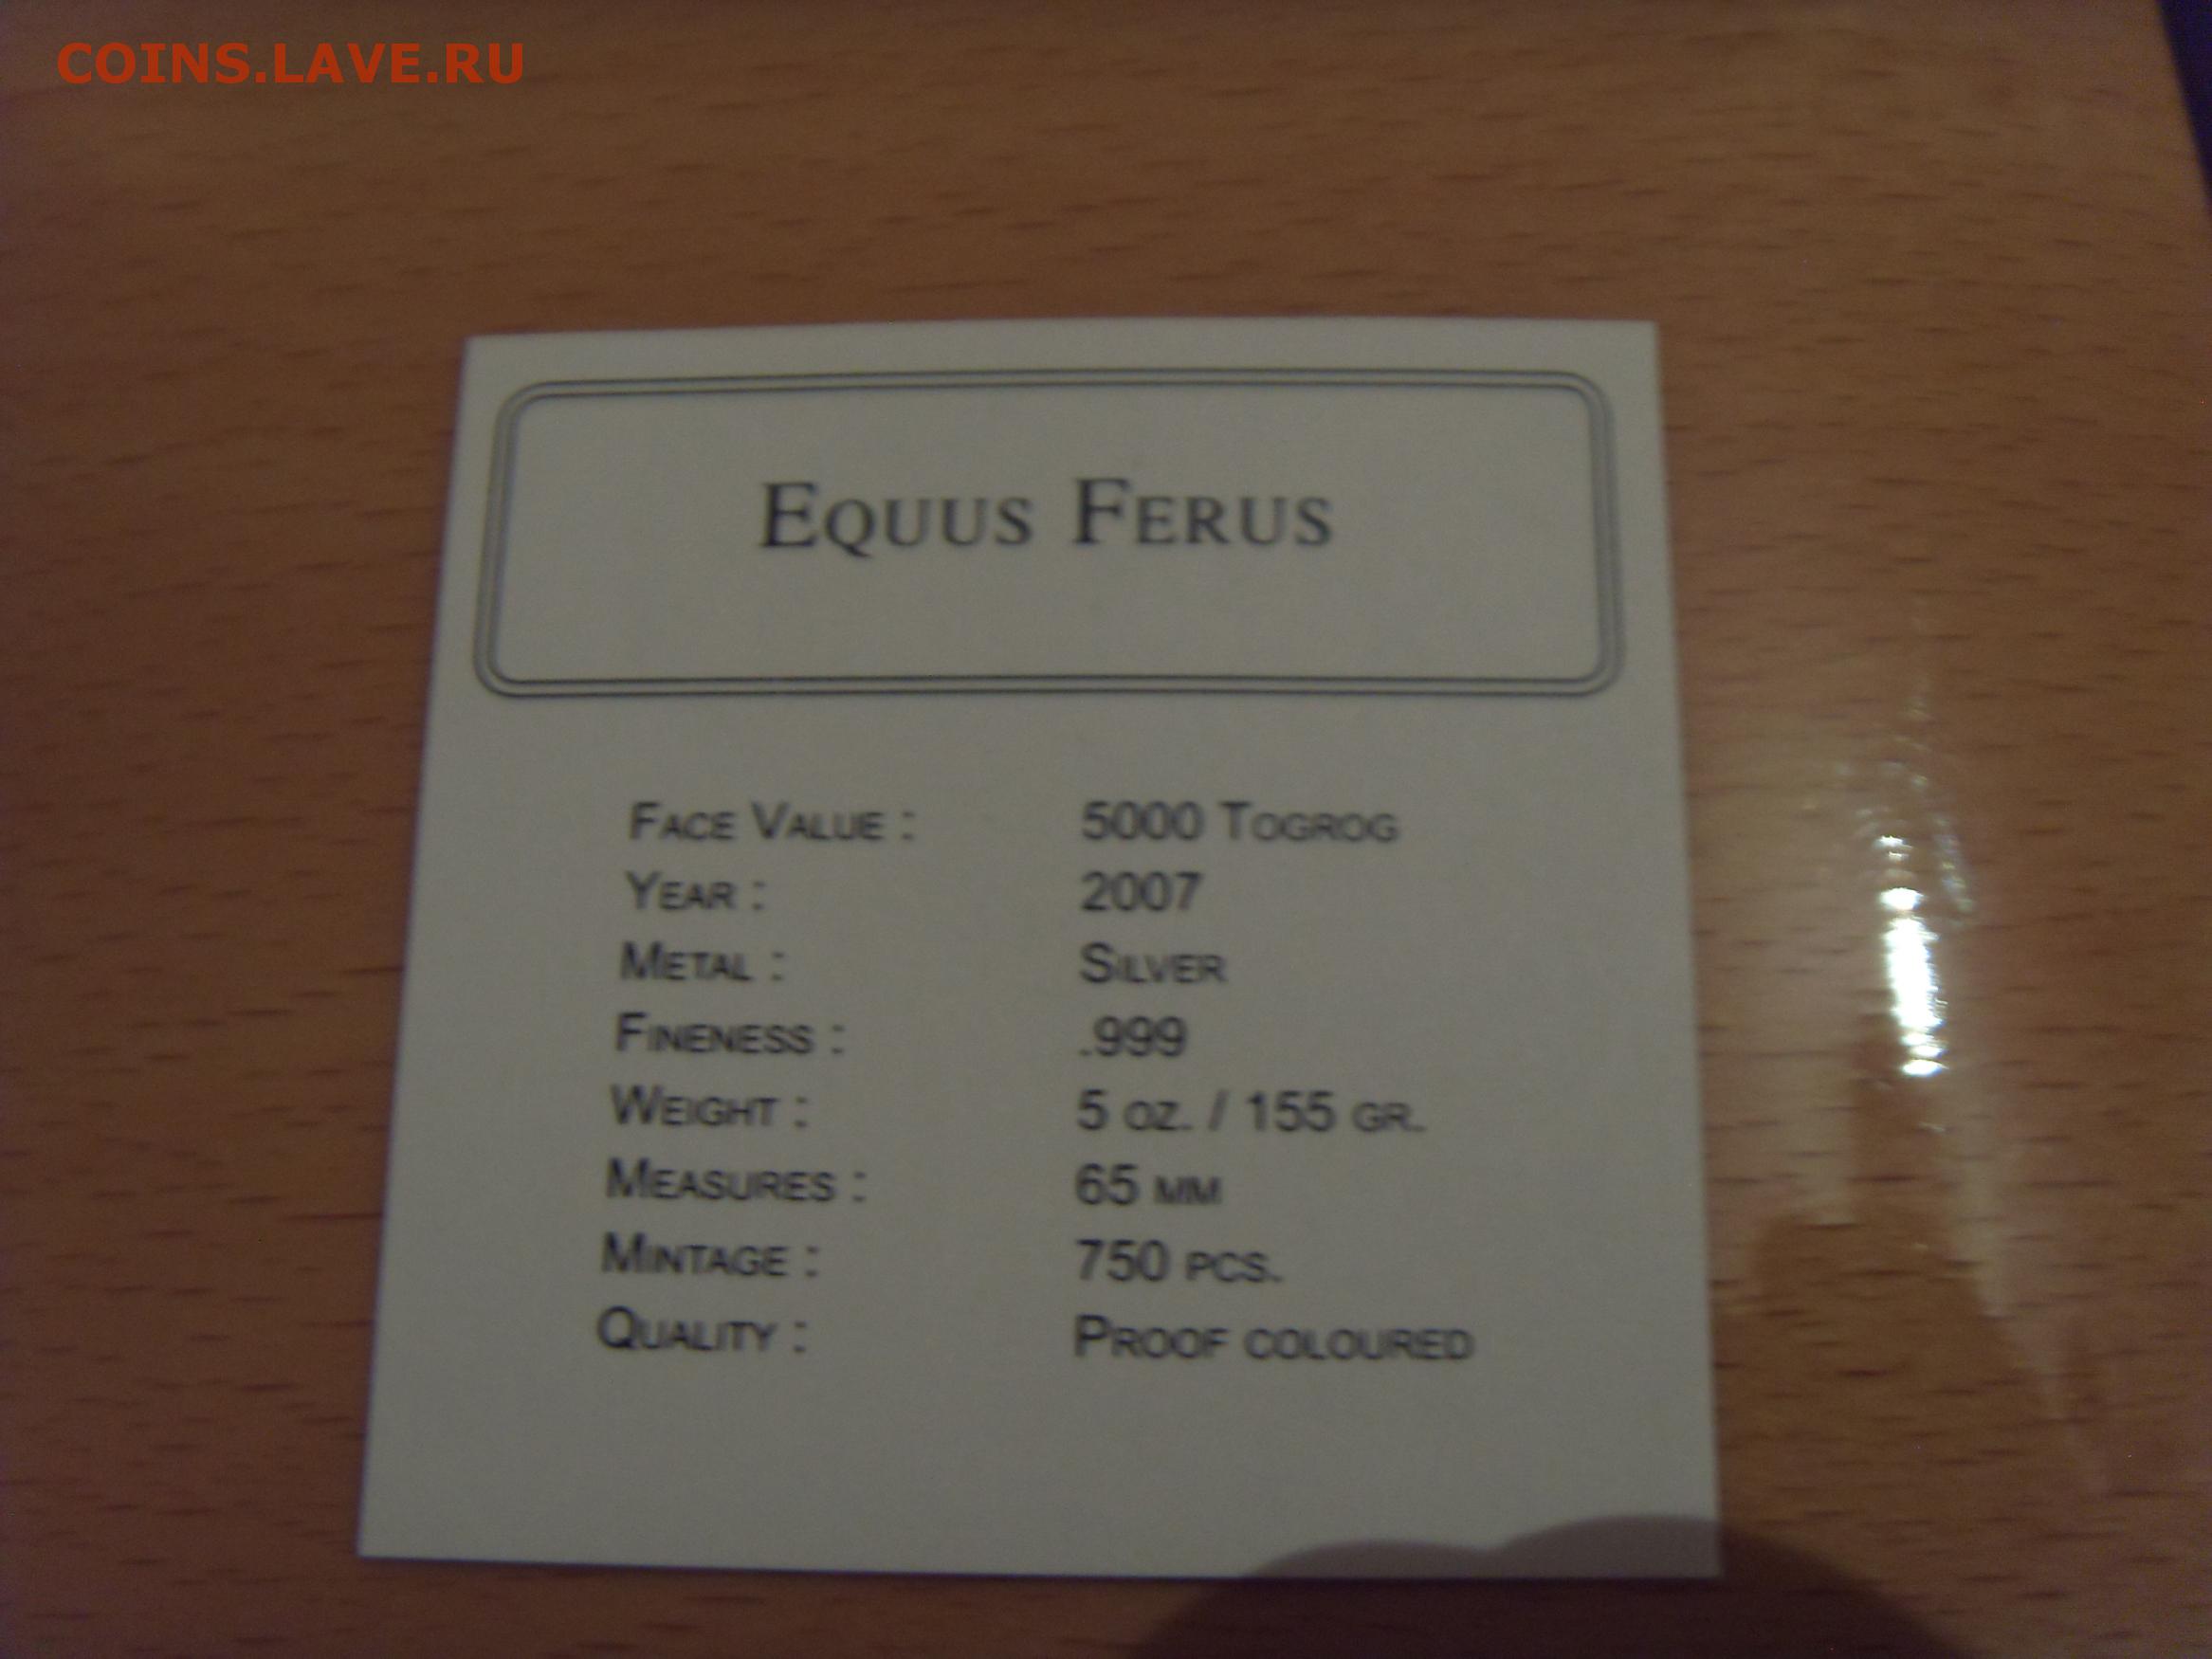 COINS.LAVE.RU
EQUUS FERUS
FACE VALUE : 5000 TOGROG
YEAR : 2007
METAL : SILVER
FINENESS : .999
WEIGHT : 5 OZ. / 155 GR.
MEASURES : 65 MM
MINTAGE : 750 PCS.
QUALITY : PROOF COLOURED